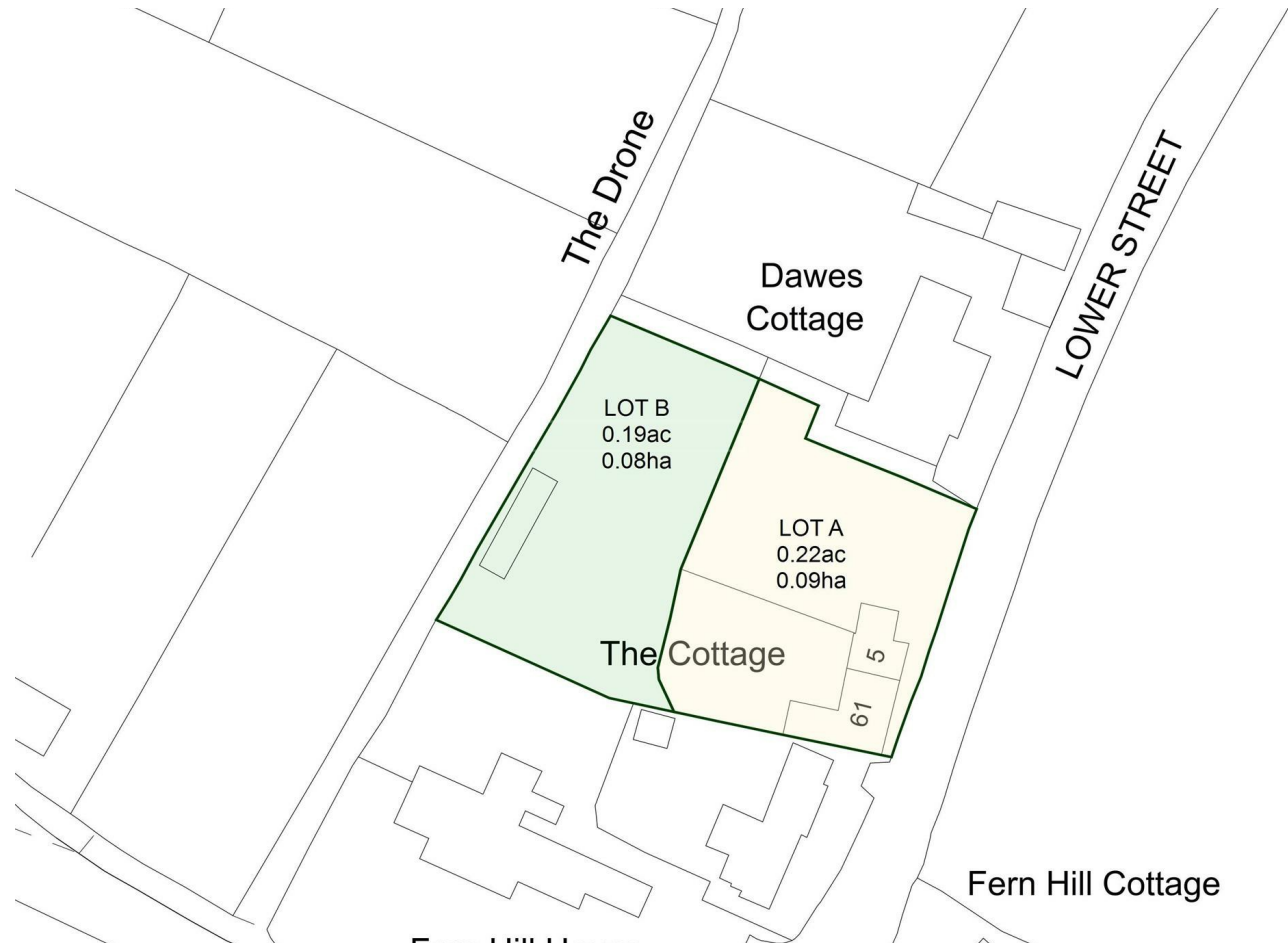 The Drone
LOWER STREET
Dawes
Cottage
LOT B
0.19ac
0.08ha
LOT A
0.22ac
0.09ha
The Cottage
5
61
Fern Hill Cottage